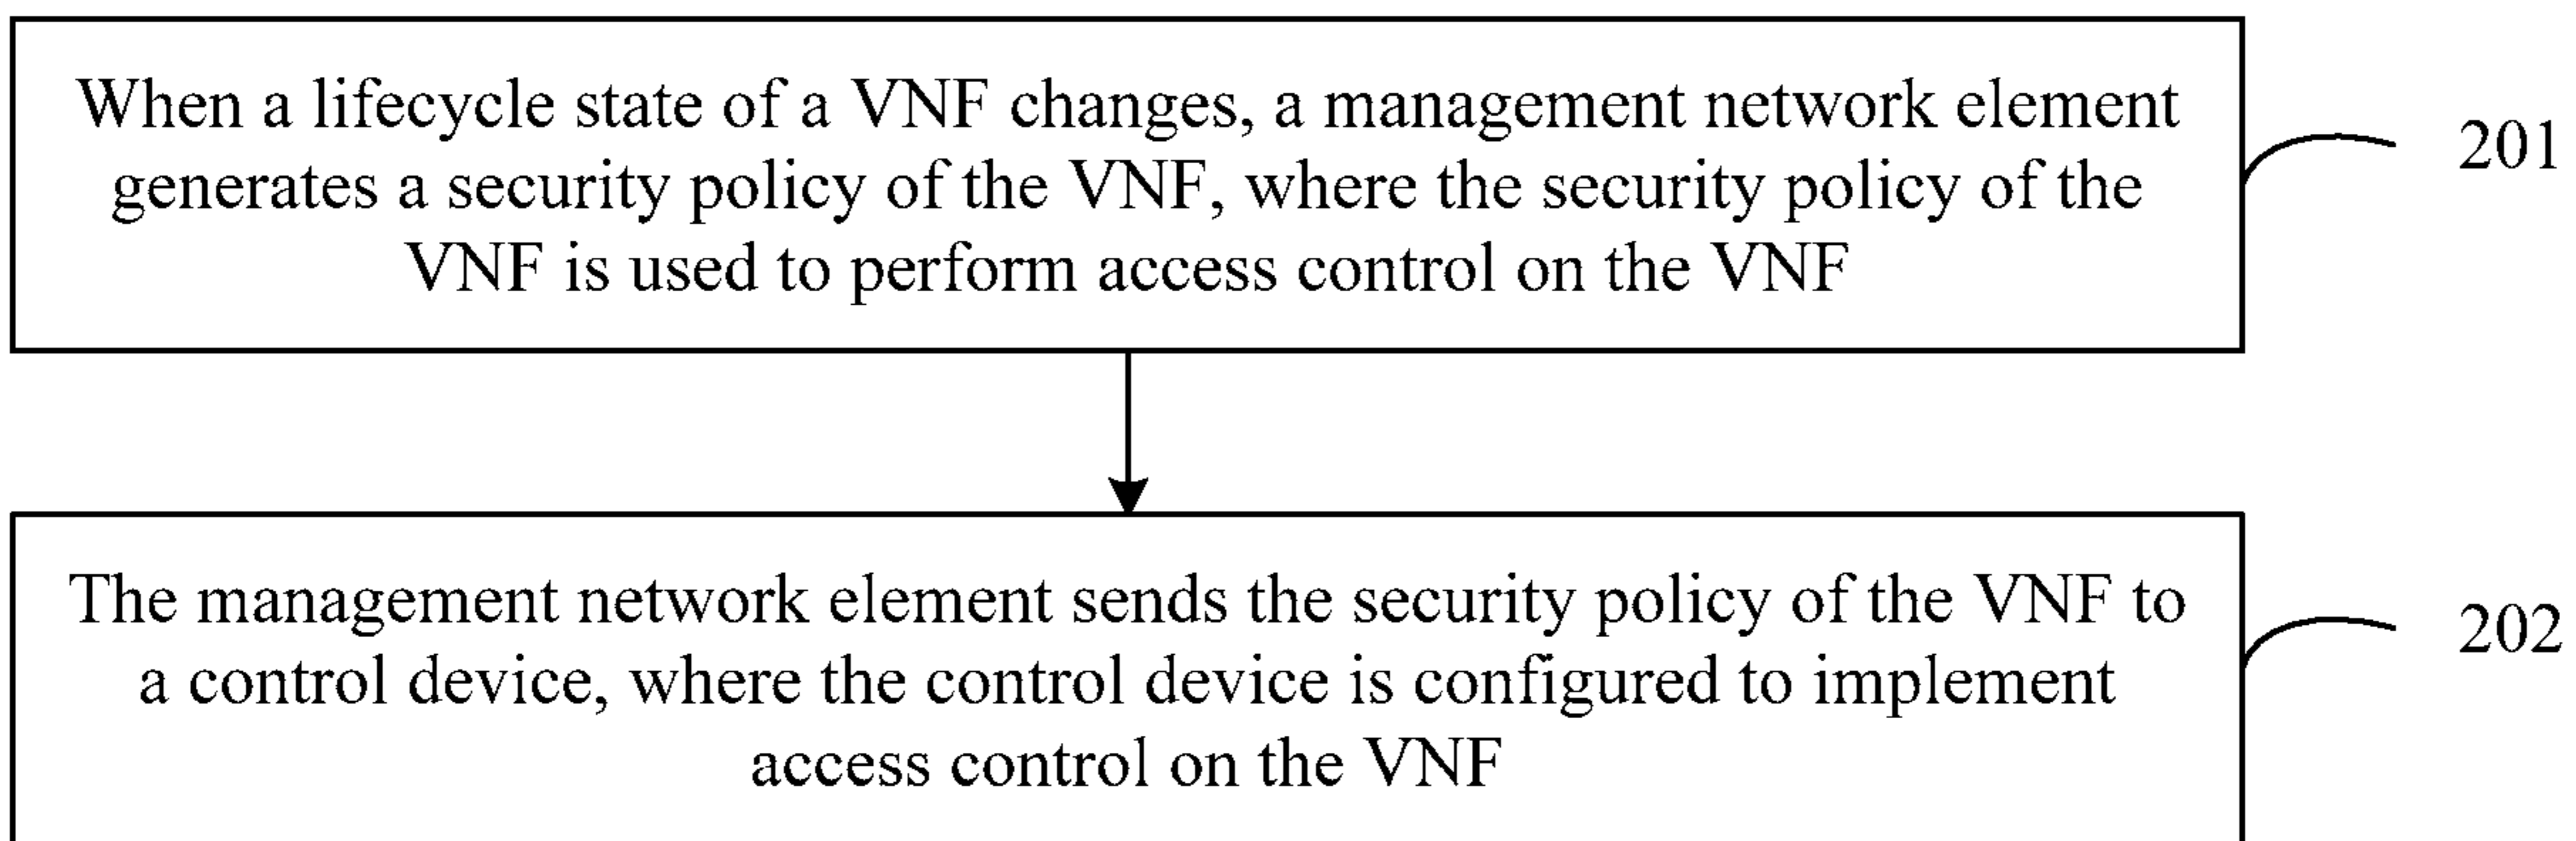 When a lifecycle state of a VNF changes, a management network element
generates a security policy of the VNF, where the security policy of the
VNF is used to perform access control on the VNF
201
The management network element sends the security policy of the VNF to
a control device, where the control device is configured to implement
access control on the VNF
202